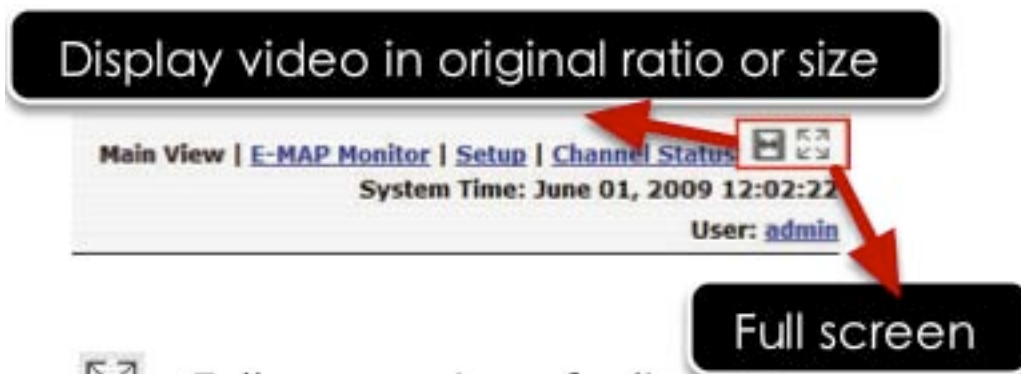 Display video in original ratio or size
Main View | E-MAP Monitor | Setup | Channel Status
System Time: June 01, 2009 12:02:22
User: admin
Full screen